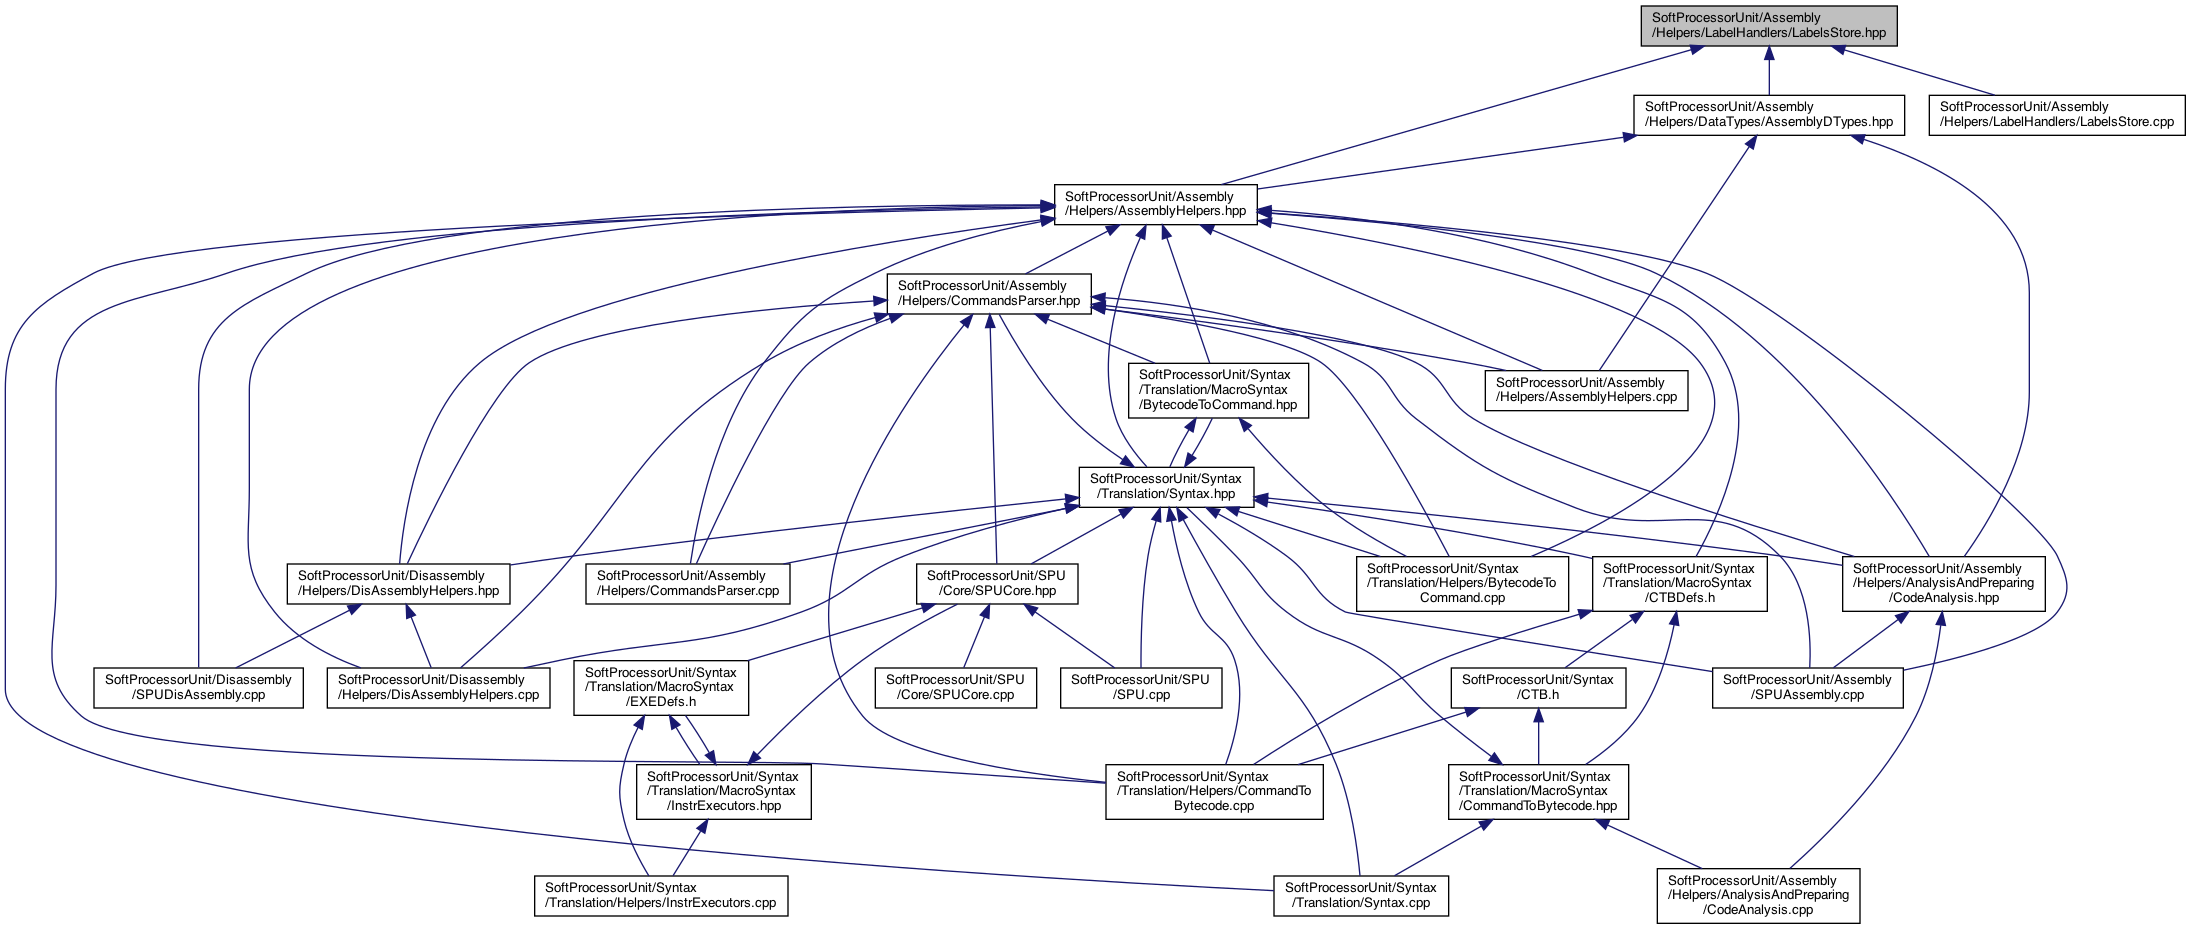 SoftProcessorUnit/Assembly
/Helpers/LabelHandlers/LabelsStore.hpp
SoftProcessorUnit/Assembly
/Helpers/DataTypes/AssemblyDTypes.hpp
SoftProcessorUnit/Assembly
/Helpers/LabelHandlers/LabelsStore.cpp
SoftProcessorUnit/Assembly
/Helpers/AssemblyHelpers.hpp
SoftProcessorUnit/Assembly
/Helpers/CommandsParser.hpp
SoftProcessorUnit/Syntax
/Translation/MacroSyntax
/BytecodeToCommand.hpp
SoftProcessorUnit/Assembly
/Helpers/AssemblyHelpers.cpp
SoftProcessorUnit/Syntax
/Translation/Syntax.hpp
SoftProcessorUnit/Disassembly
/Helpers/DisAssemblyHelpers.hpp
SoftProcessorUnit/Assembly
/Helpers/CommandsParser.cpp
SoftProcessorUnit/SPU
/Core/SPUCore.hpp
SoftProcessorUnit/Syntax
/Translation/Helpers/BytecodeTo
Command.cpp
SoftProcessorUnit/Syntax
/Translation/MacroSyntax
/CTBDefs.h
SoftProcessorUnit/Assembly
/Helpers/AnalysisAndPreparing
/CodeAnalysis.hpp
SoftProcessorUnit/Disassembly
/SPUDisAssembly.cpp
SoftProcessorUnit/Disassembly
/Helpers/DisAssemblyHelpers.cpp
SoftProcessorUnit/Syntax
/Translation/MacroSyntax
/EXEDefs.h
SoftProcessorUnit/SPU
/Core/SPUCore.cpp
SoftProcessorUnit/SPU
/SPU.cpp
SoftProcessorUnit/Syntax
/CTB.h
SoftProcessorUnit/Assembly
/SPUAssembly.cpp
SoftProcessorUnit/Syntax
/Translation/MacroSyntax
/InstrExecutors.hpp
SoftProcessorUnit/Syntax
/Translation/Helpers/CommandTo
Bytecode.cpp
SoftProcessorUnit/Syntax
/Translation/MacroSyntax
/CommandToBytecode.hpp
SoftProcessorUnit/Syntax
/Translation/Helpers/InstrExecutors.cpp
SoftProcessorUnit/Syntax
/Translation/Syntax.cpp
SoftProcessorUnit/Assembly
/Helpers/AnalysisAndPreparing
/CodeAnalysis.cpp